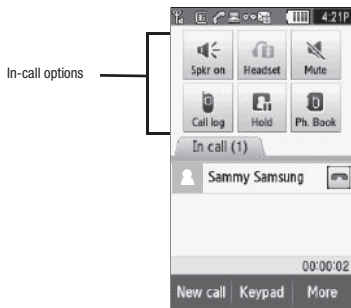 4:21P
In-call options
Spkr on Headset Mute
Call log Hold Ph. Book
In call (1)
Sammy Samsung
00:00:02
New call Keypad More